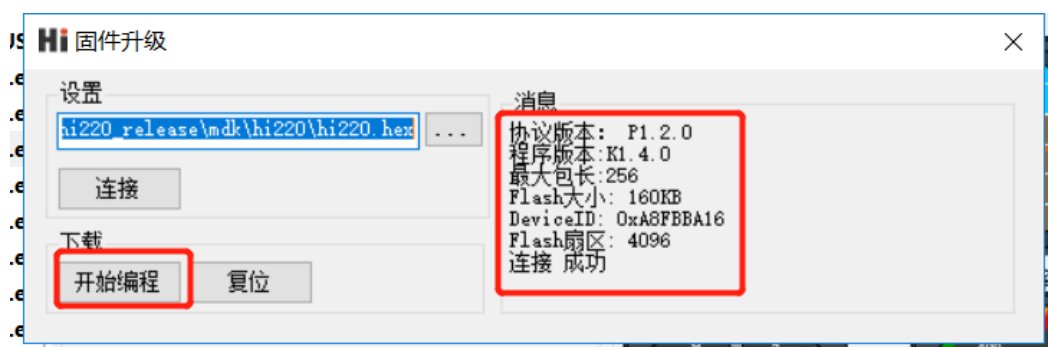 Hi 固件升级
设置
hi220_release\mdk\hi220\hi220.hex
...
连接
下载
开始编程
复位
消息
协议版本: P1.2.0
程序版本:K1.4.0
最大包长:256
Flash大小: 160KB
DeviceID: 0xA8FBBA16
Flash扇区: 4096
连接 成功